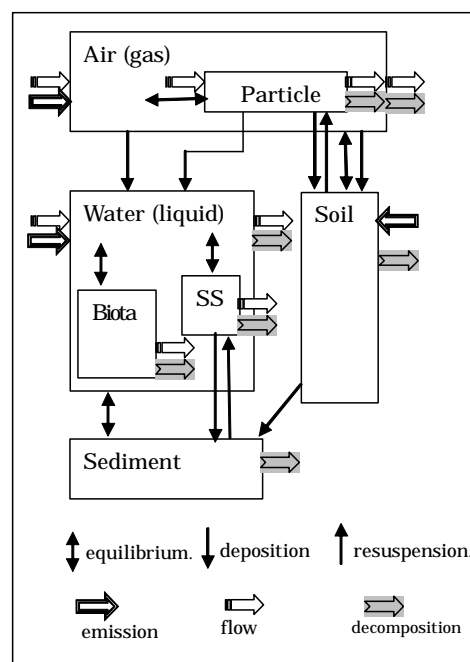 Air (gas)
Particle
Water (liquid)
Soil
SS
Biota
Sediment
equilibrium.
deposition
resuspension.
emission
flow
decomposition